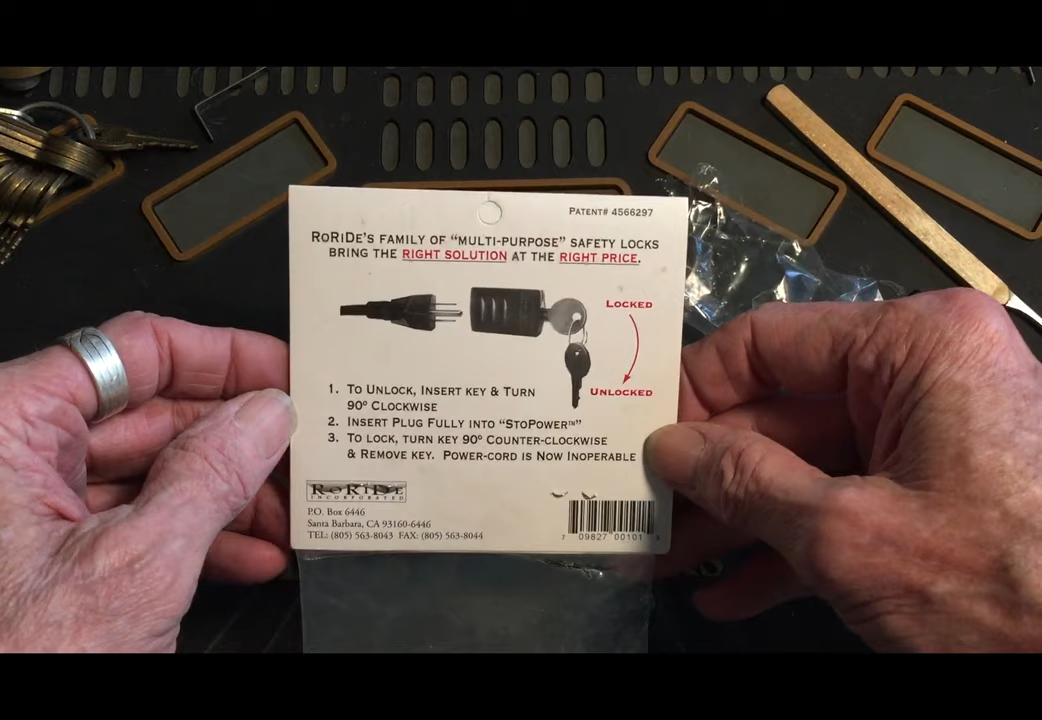 PATENT# 4566297
RORIDE'S FAMILY OF “MULTI-PURPOSE” SAFETY LOCKS
BRING THE RIGHT SOLUTION AT THE RIGHT PRICE.
LOCKED
UNLOCKED
1. TO UNLOCK, INSERT KEY & TURN
90° CLOCKWISE
2. INSERT PLUG FULLY INTO “STOPOWER™”
3. TO LOCK, TURN KEY 90° COUNTER-CLOCKWISE
& REMOVE KEY. POWER-CORD IS NOW INOPERABLE
RORIDE
INCORPORATED
P.O. Box 6446
Santa Barbara, CA 93160-6446
TEL: (805) 563-8043 FAX: (805) 563-8044
7 09827 00101